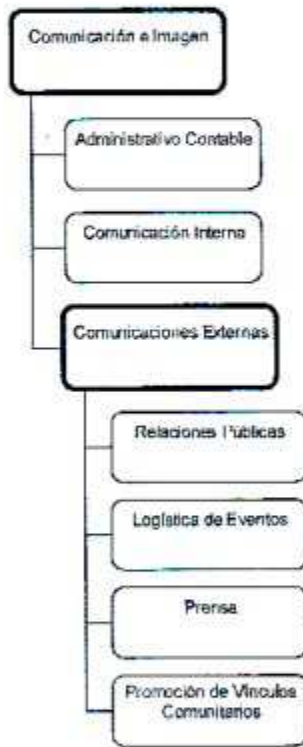 Comunicación e Imagen
Administrativo Contable
Comunicación Interna
Comunicaciones Externas
Relaciones Públicas
Logística de Eventos
Prensa
Promoción de Vínculos
Comunitarios